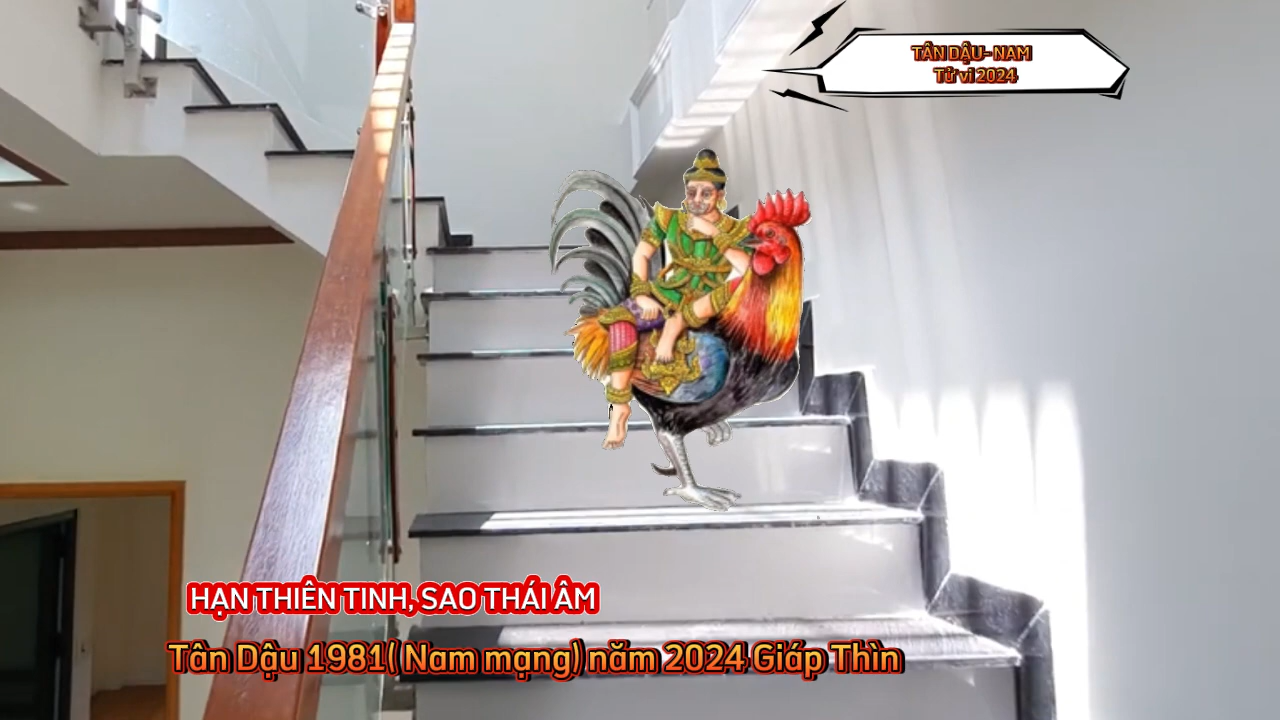 TÂN DẬU- NAM
Tử vi 2024
HẠN THIÊN TINH, SAO THÁI ÂM
Tân Dậu 1981( Nam mạng) năm 2024 Giáp Thìn